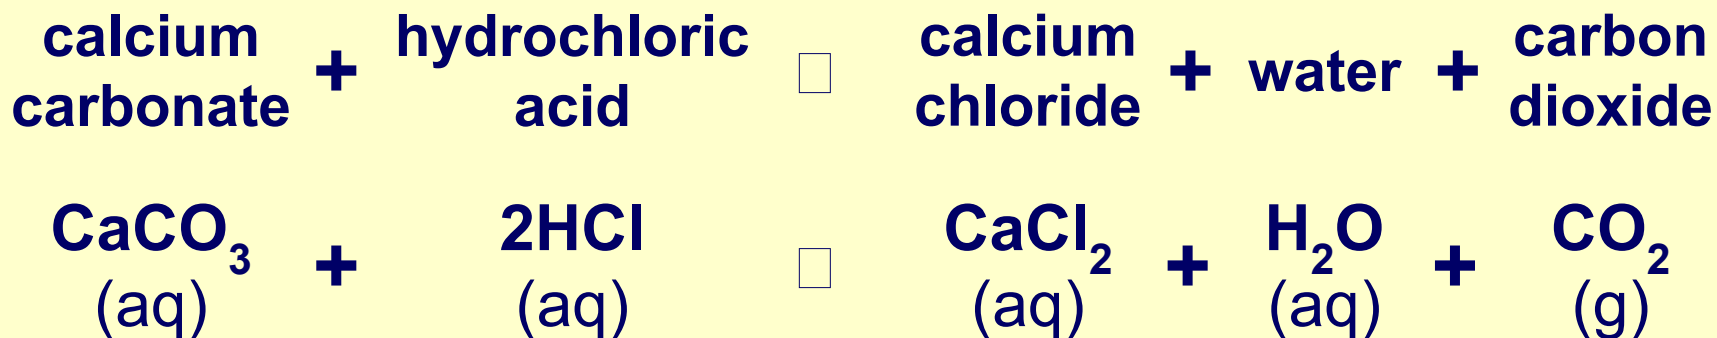 calcium carbonate + hydrochloric acid □ calcium chloride + water + carbon dioxide
CaCO₃ + 2HCl □ CaCl₂ + H₂O + CO₂
(aq) (aq) (aq) (aq) (g)